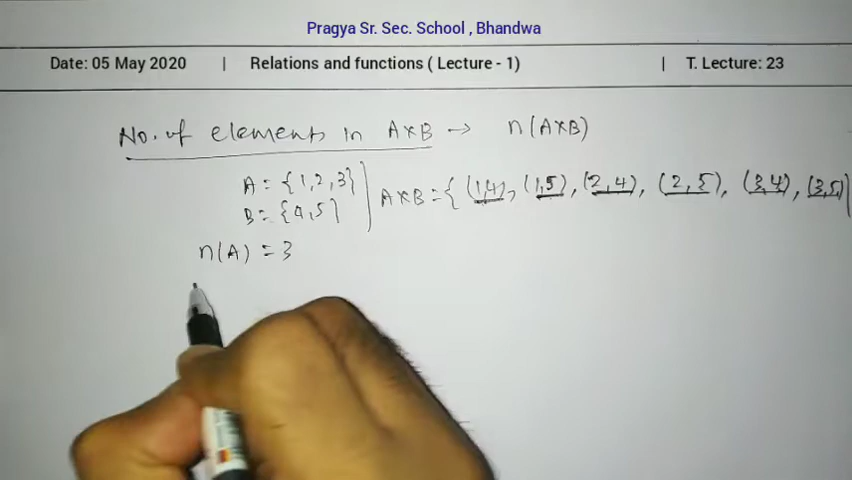 Pragya Sr. Sec. School , Bhandwa
Date: 05 May 2020 | Relations and functions ( Lecture - 1) | T. Lecture: 23
No. of elements in A×B → n(A×B)
A = {1,2,3}
B = {4,5}
A×B = { (1,4), (1,5), (2,4), (2,5), (3,4), (3,5)
n(A) = 3